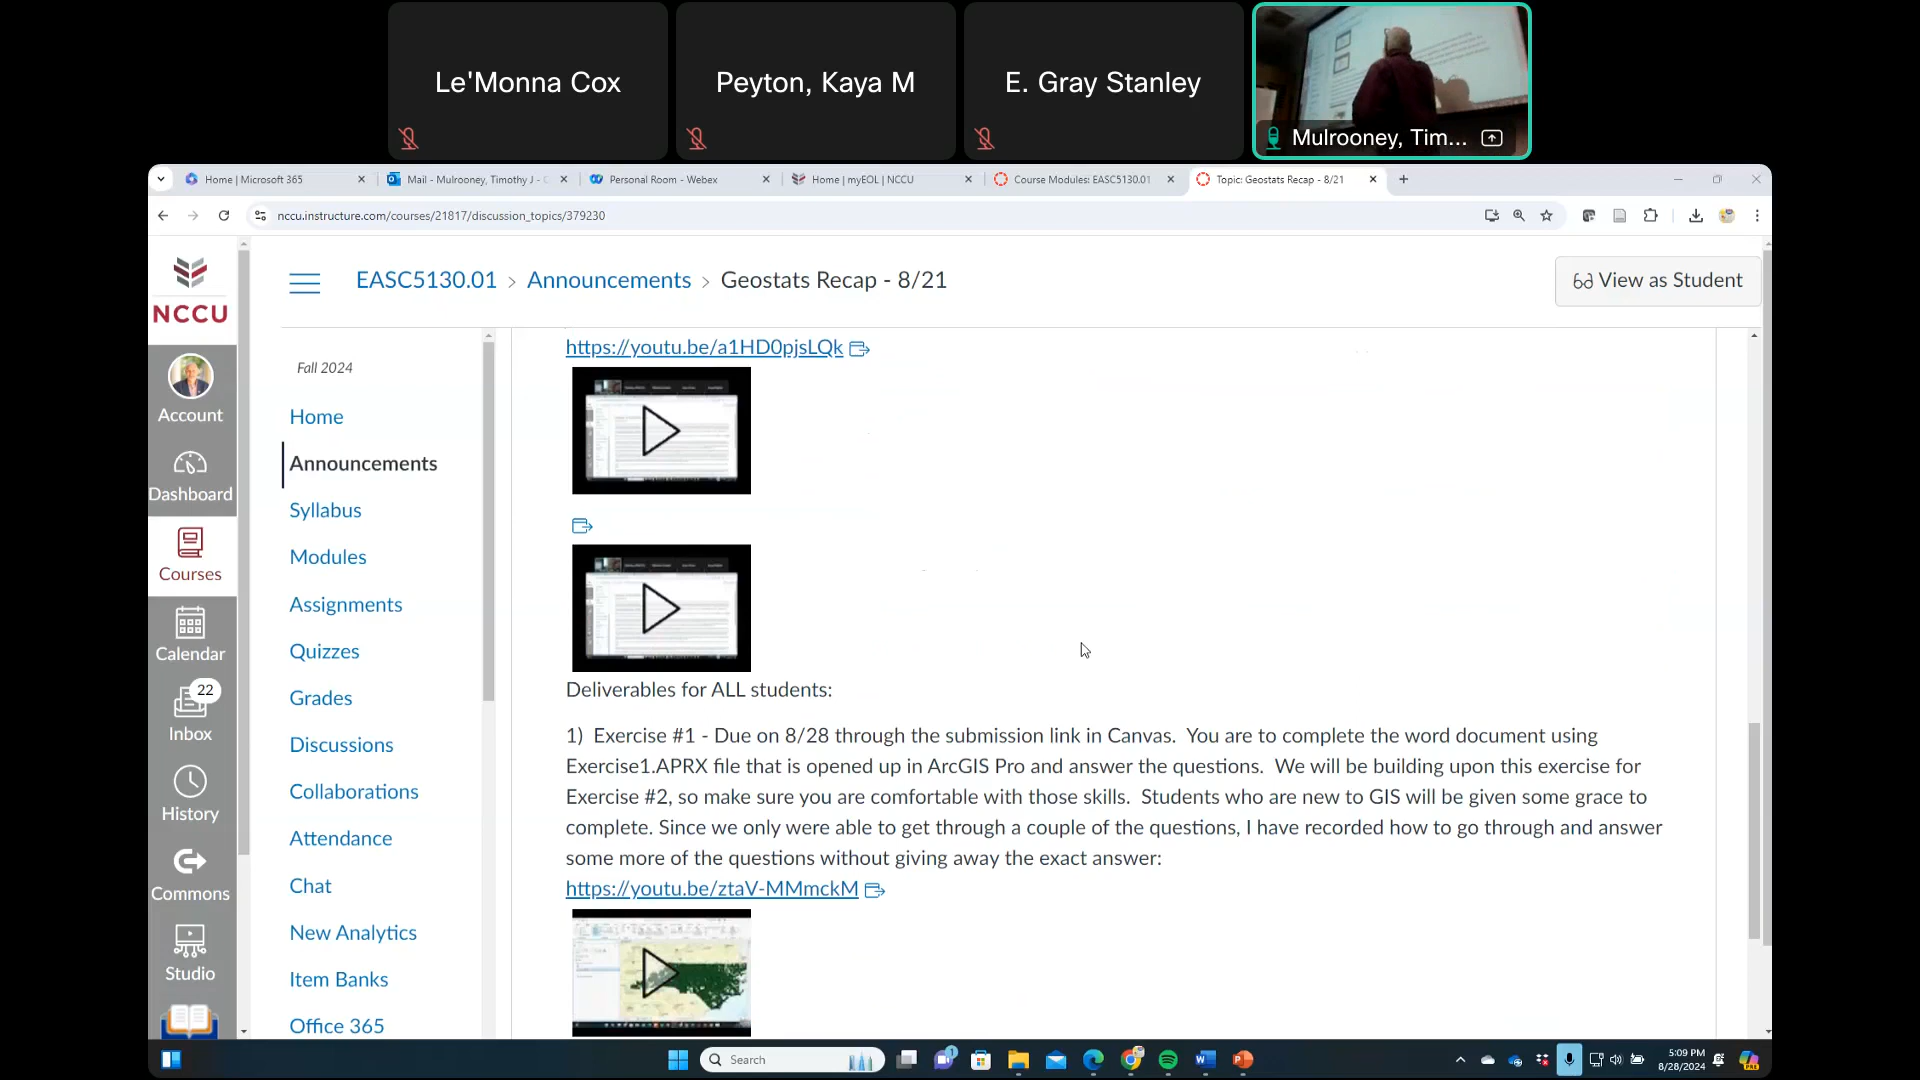 Le'Monna Cox
Peyton, Kaya M
E. Gray Stanley
Mulrooney, Tim...
Home | Microsoft 365
Mail - Mulrooney, Timothy J -
Personal Room - Webex
Home | myEOL | NCCU
Course Modules: EASC5130.01
Topic: Geostats Recap - 8/21
nccu.instructure.com/courses/21817/discussion_topics/379230
NCCU
EASC5130.01 > Announcements > Geostats Recap - 8/21
View as Student
Account
Dashboard
Courses
Calendar
22
Inbox
History
Commons
Studio
Fall 2024
Home
Announcements
Syllabus
Modules
Assignments
Quizzes
Grades
Discussions
Collaborations
Attendance
Chat
New Analytics
Item Banks
Office 365
https://youtu.be/a1HD0pjsLQk
Deliverables for ALL students:
1) Exercise #1 - Due on 8/28 through the submission link in Canvas. You are to complete the word document using
Exercise1.APRX file that is opened up in ArcGIS Pro and answer the questions. We will be building upon this exercise for
Exercise #2, so make sure you are comfortable with those skills. Students who are new to GIS will be given some grace to
complete. Since we only were able to get through a couple of the questions, I have recorded how to go through and answer
some more of the questions without giving away the exact answer:
https://youtu.be/ztaV-MMmckM
Search
5:09 PM
8/28/2024